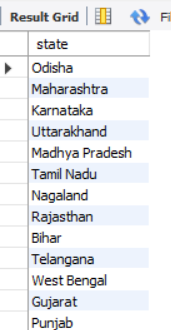 Result Grid
state
Odisha
Maharashtra
Karnataka
Uttarakhand
Madhya Pradesh
Tamil Nadu
Nagaland
Rajasthan
Bihar
Telangana
West Bengal
Gujarat
Punjab